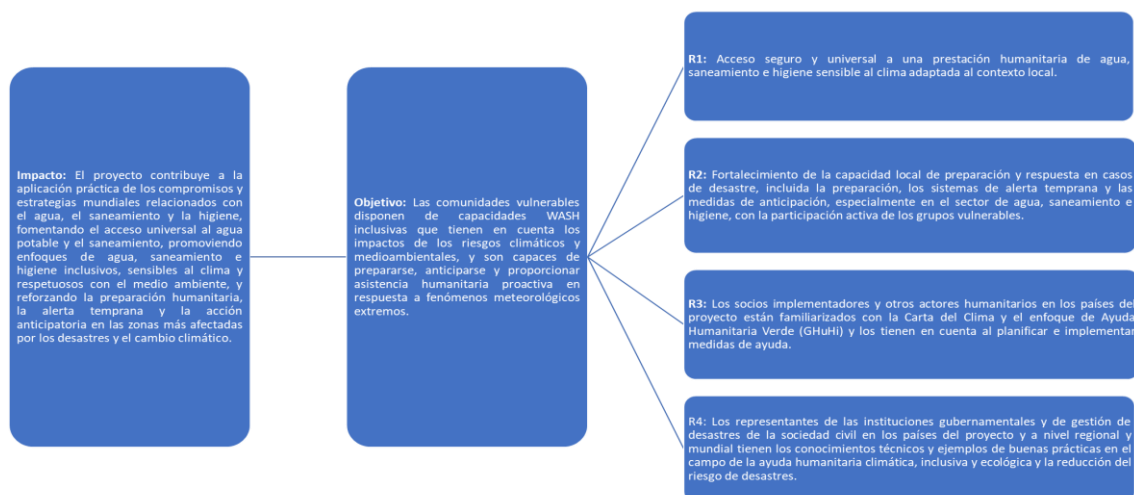 Impacto: El proyecto contribuye a la
aplicación práctica de los compromisos y
estrategias mundiales relacionados con
el agua, el saneamiento y la higiene,
fomentando el acceso universal al agua
potable y el saneamiento, promoviendo
enfoques de agua, saneamiento e
higiene inclusivos, sensibles al clima y
respetuosos con el medio ambiente, y
reforzando la preparación humanitaria,
la alerta temprana y la acción
anticipatoria en las zonas más afectadas
por los desastres y el cambio climático.
Objetivo: Las comunidades vulnerables
disponen de capacidades WASH
inclusivas que tienen en cuenta los
impactos de los riesgos climáticos y
medioambientales, y son capaces de
prepararse, anticiparse y proporcionar
asistencia humanitaria proactiva en
respuesta a fenómenos meteorológicos
extremos.
R1: Acceso seguro y universal a una prestación humanitaria de agua,
saneamiento e higiene sensible al clima adaptada al contexto local.
R2: Fortalecimiento de la capacidad local de preparación y respuesta en casos
de desastre, incluida la preparación, los sistemas de alerta temprana y las
medidas de anticipación, especialmente en el sector de agua, saneamiento e
higiene, con la participación activa de los grupos vulnerables.
R3: Los socios implementadores y otros actores humanitarios en los países del
proyecto están familiarizados con la Carta del Clima y el enfoque de Ayuda
Humanitaria Verde (GHuHi) y los tienen en cuenta al planificar e implementar
medidas de ayuda.
R4: Los representantes de las instituciones gubernamentales y de gestión de
desastres de la sociedad civil en los países del proyecto y a nivel regional y
mundial tienen los conocimientos técnicos y ejemplos de buenas prácticas en el
campo de la ayuda humanitaria climática, inclusiva y ecológica y la reducción del
riesgo de desastres.